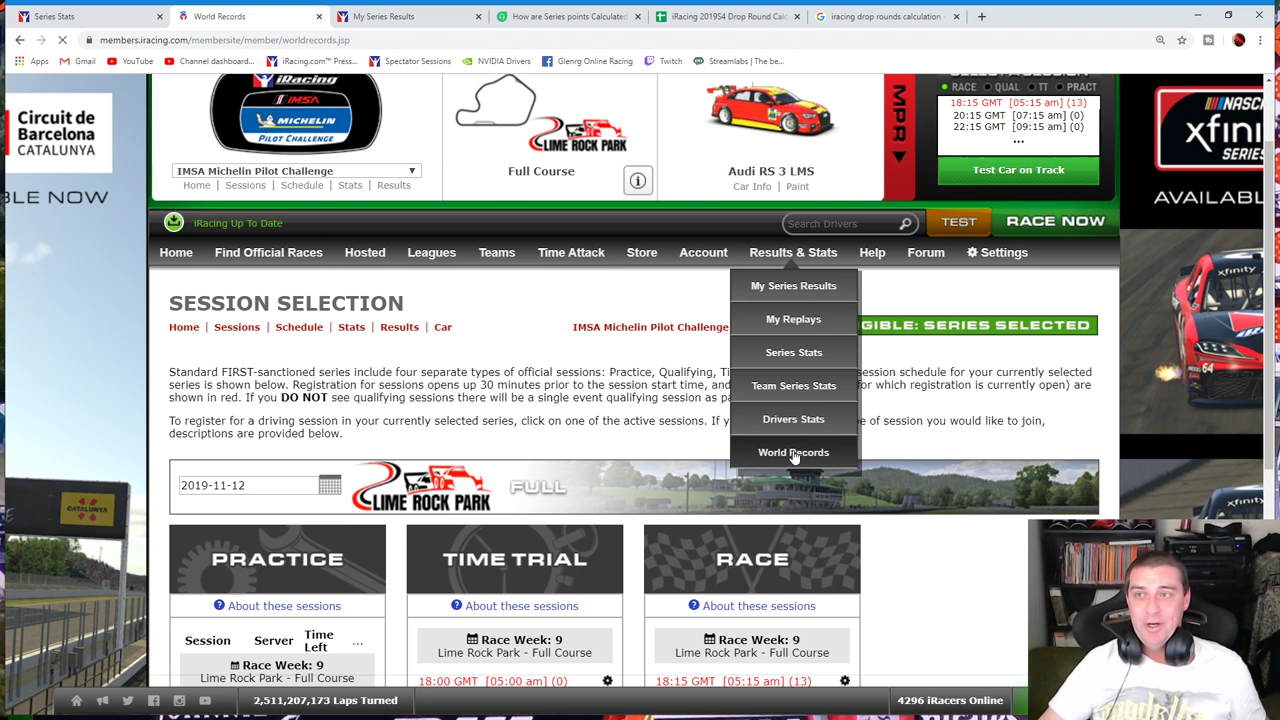 Series Stats
World Records
My Series Results
How are Series points Calculated
iRacing 2019S4 Drop Round Calc
iracing drop rounds calculation -
members.iracing.com/membersite/member/worldrecords.jsp
Apps
Gmail
YouTube
Channel dashboard...
iRacing.com™ Press...
Spectator Sessions
NVIDIA Drivers
Glenrg Online Racing
Twitch
Streamlabs | The be...
Circuit de
Barcelona
CATALUNYA
iRacing
IMSA
MICHELIN
PILOT CHALLENGE
LIME ROCK PARK
MPR
RACE QUAL TT PRACT
18:15 GMT [05:15 am] (13)
20:15 GMT [07:15 am] (0)
22:15 GMT [09:15 am] (0)
...
NASCAR
xfinity
SERIES
IMSA Michelin Pilot Challenge
Full Course
Audi RS 3 LMS
Test Car on Track
Home | Sessions | Schedule | Stats | Results
Car Info | Paint
AVAILAB
iRacing Up To Date
Search Drivers
TEST
RACE NOW
Home
Find Official Races
Hosted
Leagues
Teams
Time Attack
Store
Account
Results & Stats
Help
Forum
Settings
My Series Results
My Replays
Series Stats
Team Series Stats
Drivers Stats
World Records
SESSION SELECTION
Home | Sessions | Schedule | Stats | Results | Car
IMSA Michelin Pilot Challenge
GIBLE: SERIES SELECTED
Standard FIRST-sanctioned series include four separate types of official sessions: Practice, Qualifying, Ti
session schedule for your currently selected
series is shown below. Registration for sessions opens up 30 minutes prior to the session start time, and
for which registration is currently open) are
shown in red. If you DO NOT see qualifying sessions there will be a single event qualifying session as pa
To register for a driving session in your currently selected series, click on one of the active sessions. If y
e of session you would like to join,
descriptions are provided below.
2019-11-12
LIME ROCK PARK
FULL
PRACTICE
TIME TRIAL
RACE
About these sessions
About these sessions
About these sessions
Session
Server
Time Left
...
Race Week: 9
Lime Rock Park - Full Course
Race Week: 9
Lime Rock Park - Full Course
18:00 GMT [05:00 am] (0)
Race Week: 9
Lime Rock Park - Full Course
18:15 GMT [05:15 am] (13)
2,511,207,173 Laps Turned
4296 iRacers Online